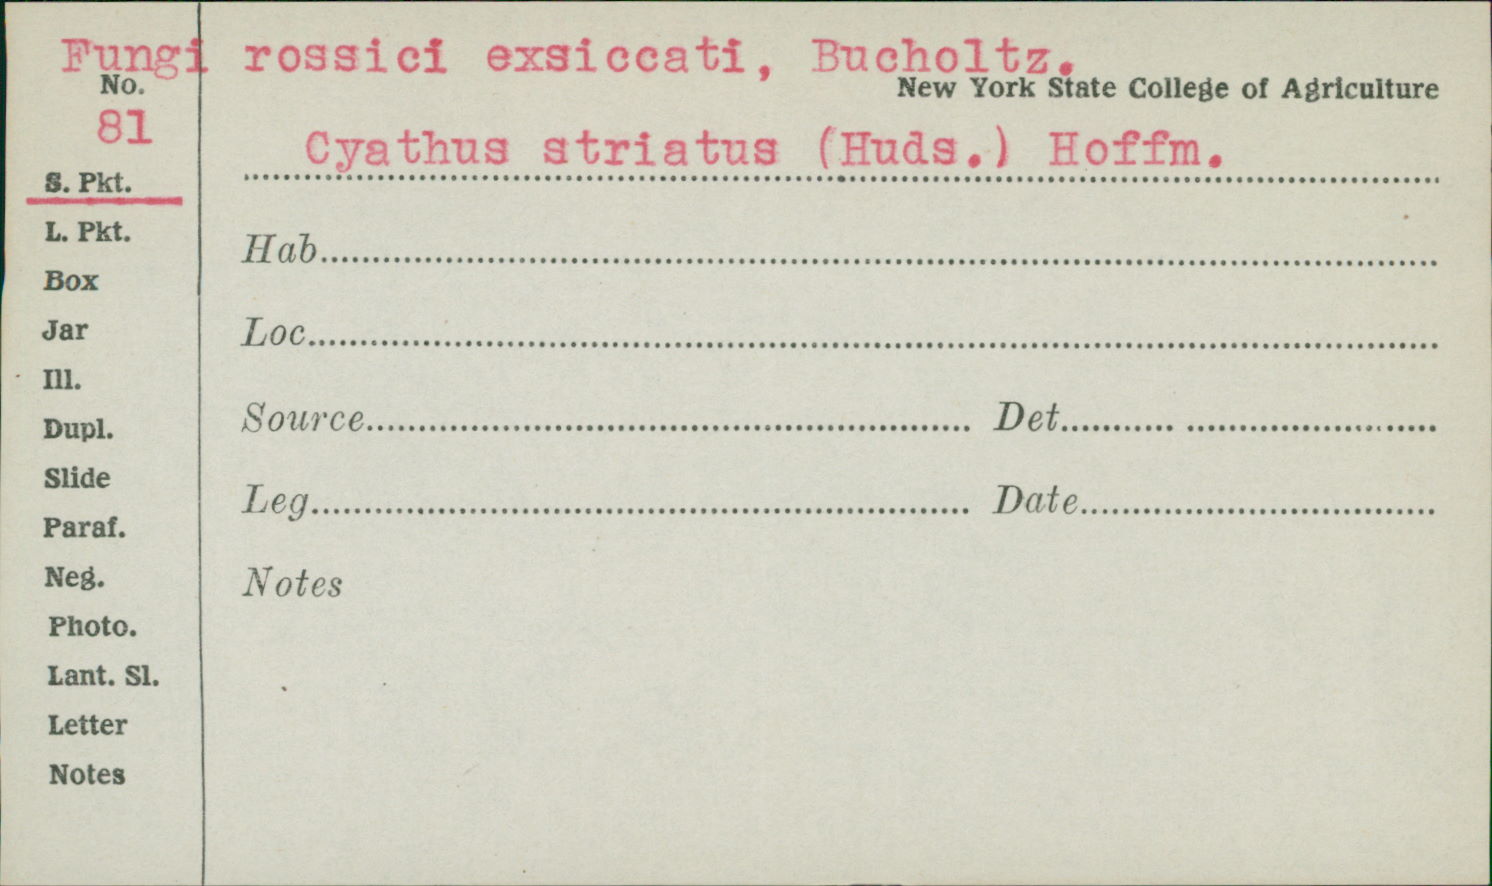 Fungi rossici exsiccati, Bucholtz.
No.
New York State College of Agriculture
81
Cyathus striatus (Huds.) Hoffm.
S. Pkt.
L. Pkt.
Hab
Box
Jar
Loc
Ill.
Dupl.
Source Det
Slide
Leg Date
Paraf.
Neg.
Notes
Photo.
Lant. Sl.
Letter
Notes